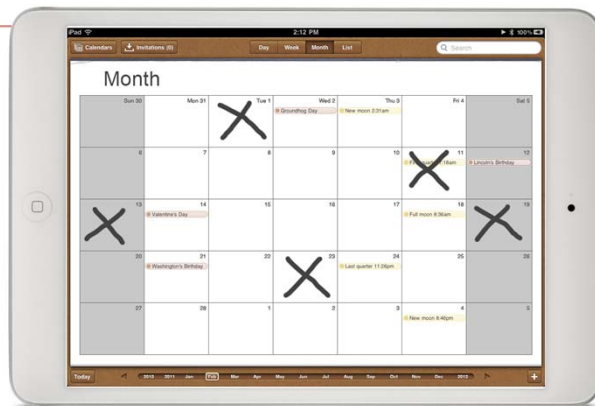 iPad 2:12 PM 100%
Calendars Invitations (0) Day Week Month List Search
Month
Sun 30 Mon 31 Tue 1 Wed 2 Thu 3 Fri 4 Sat 5
Groundhog Day New moon 2:31am
6 7 8 9 10 11 12
Lincoln's Birthday
13 14 15 16 17 18 19
Valentine's Day Full moon 8:36am
20 21 22 23 24 25 26
Washington's Birthday Last quarter 11:26pm
27 28 1 2 3 4 5
New moon 8:46pm
Today 2010 2011 Jan Feb Mar Apr May Jun Jul Aug Sep Oct Nov Dec 2012 +